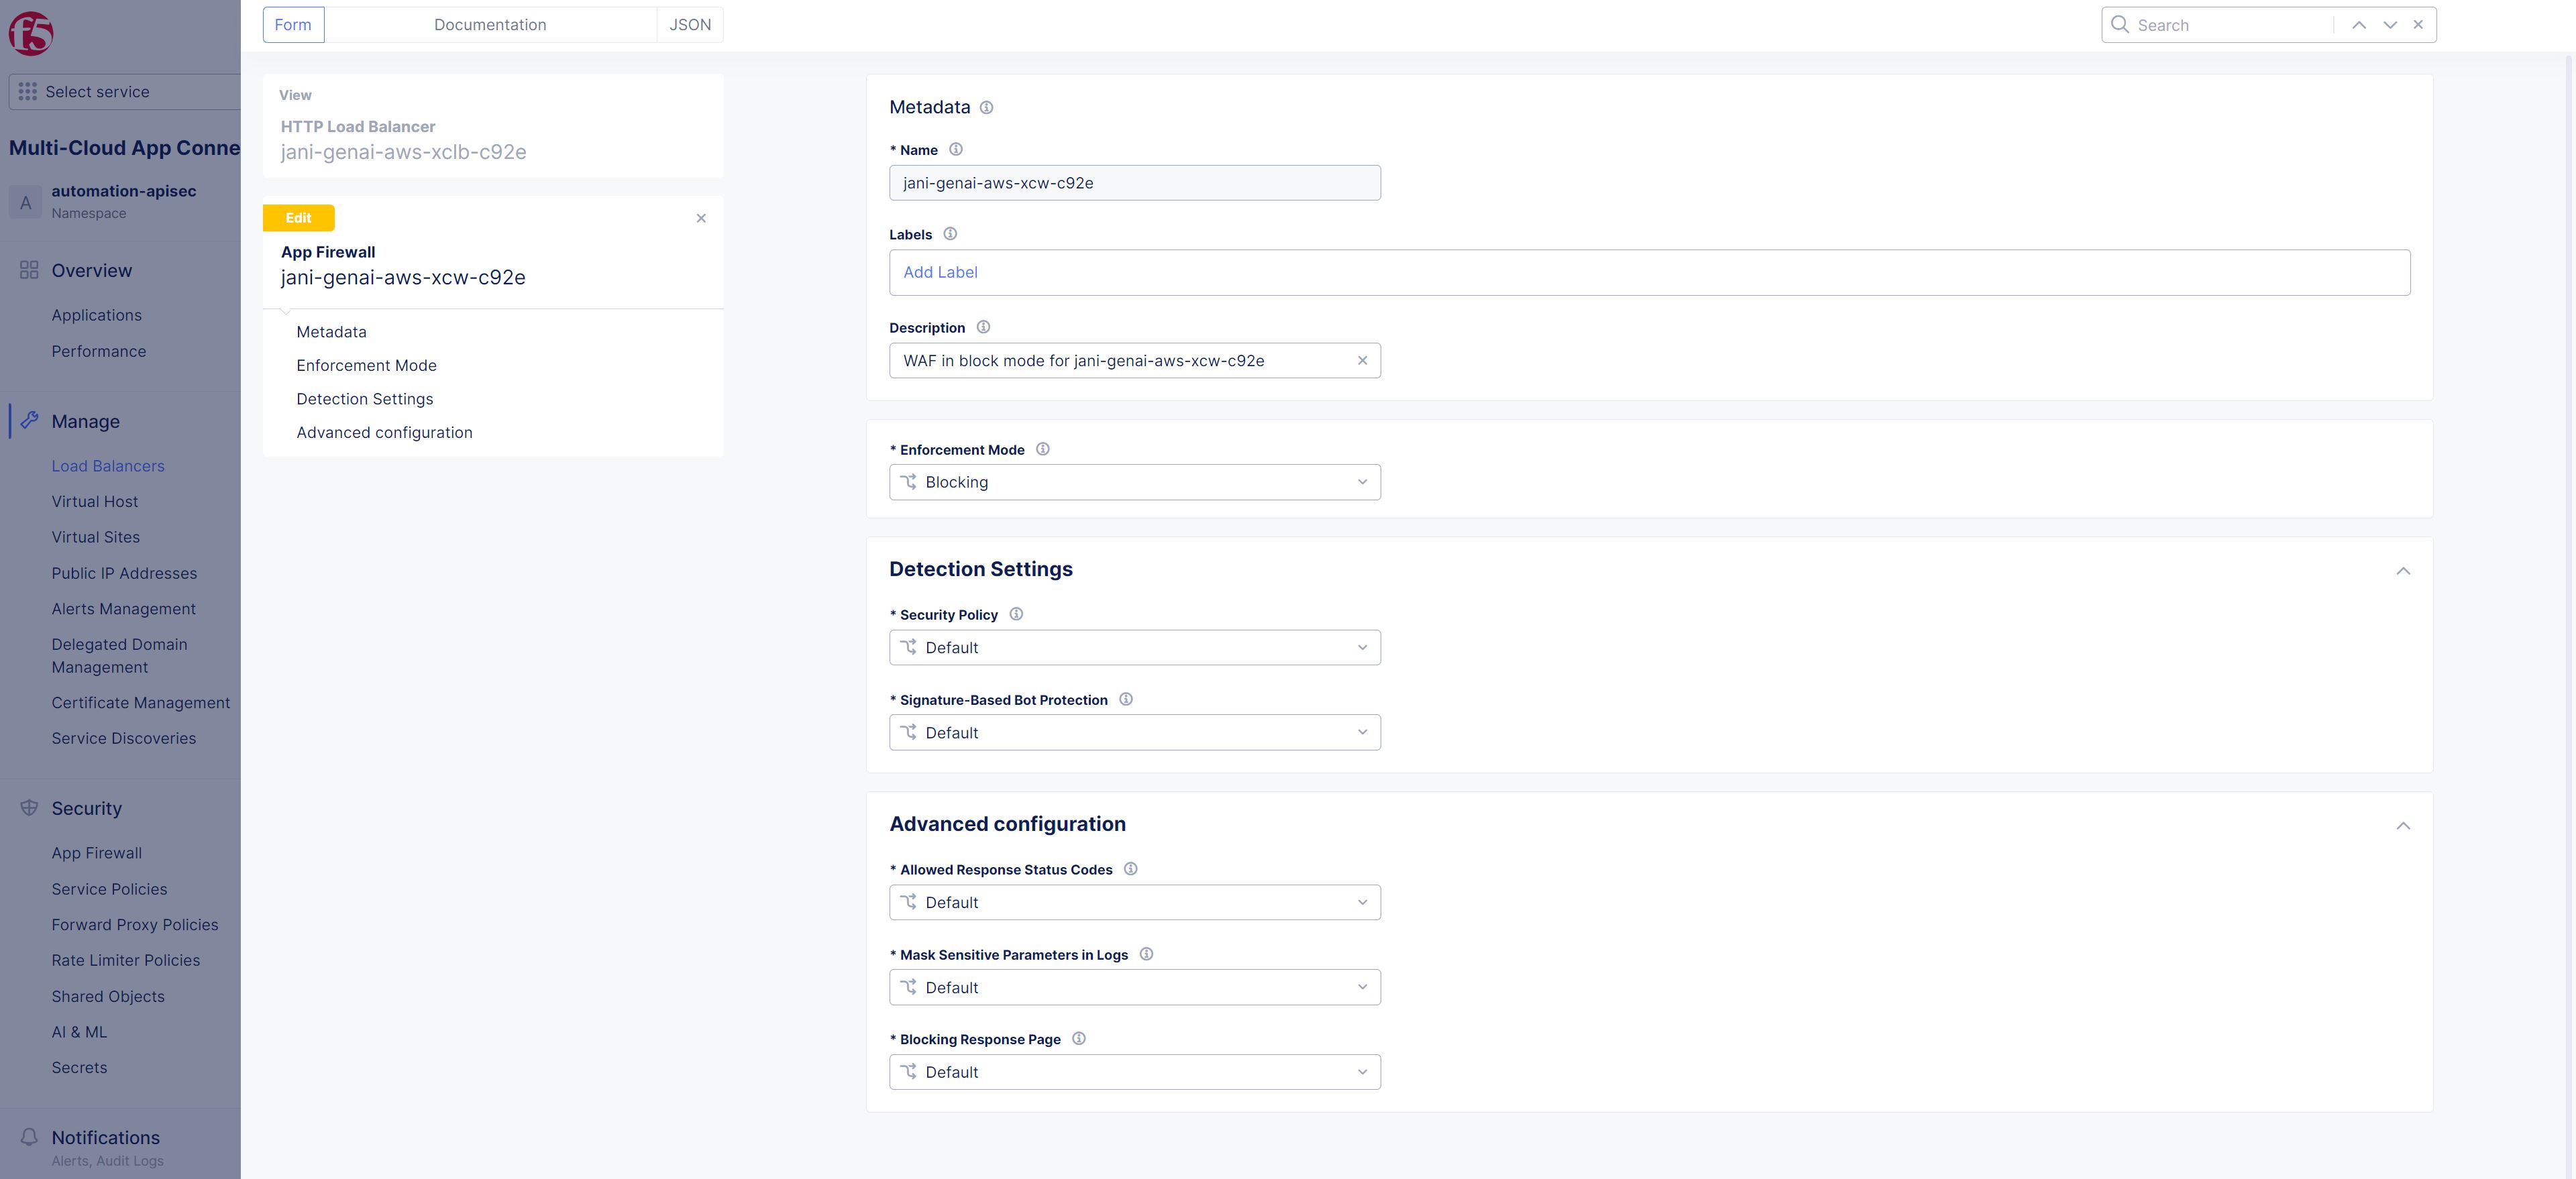 f5
Select service
Multi-Cloud App Conne
A
automation-apisec
Namespace
Overview
Applications
Performance
Manage
Load Balancers
Virtual Host
Virtual Sites
Public IP Addresses
Alerts Management
Delegated Domain
Management
Certificate Management
Service Discoveries
Security
App Firewall
Service Policies
Forward Proxy Policies
Rate Limiter Policies
Shared Objects
AI & ML
Secrets
Notifications
Alerts, Audit Logs
Form
Documentation
JSON
Search
View
HTTP Load Balancer
jani-genai-aws-xclb-c92e
Edit
App Firewall
jani-genai-aws-xcw-c92e
Metadata
Enforcement Mode
Detection Settings
Advanced configuration
Metadata
* Name
jani-genai-aws-xcw-c92e
Labels
Add Label
Description
WAF in block mode for jani-genai-aws-xcw-c92e
* Enforcement Mode
Blocking
Detection Settings
* Security Policy
Default
* Signature-Based Bot Protection
Default
Advanced configuration
* Allowed Response Status Codes
Default
* Mask Sensitive Parameters in Logs
Default
* Blocking Response Page
Default